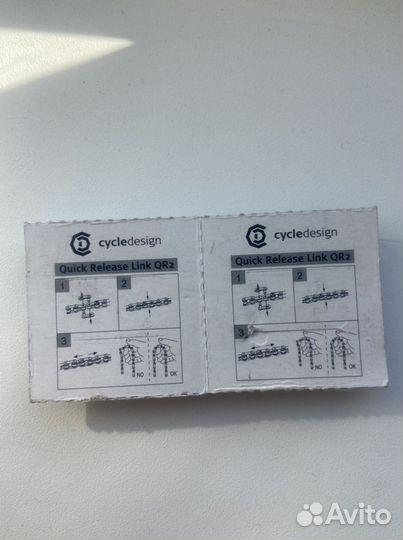 cycledesign
Quick Release Link QR2
1
2
3
NO
OK
cycledesign
Quick Release Link QR2
1
2
3
NO
OK
Avito